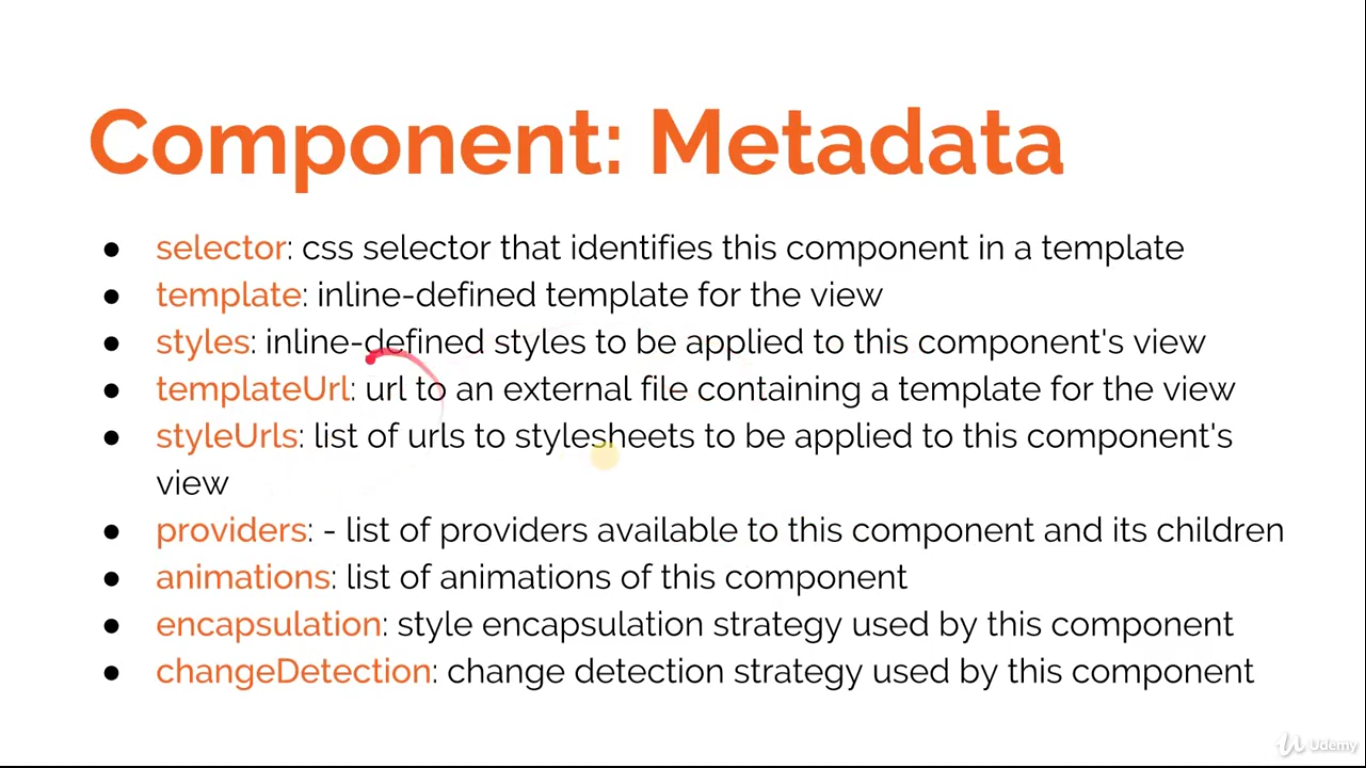 Component: Metadata
● selector: css selector that identifies this component in a template
● template: inline-defined template for the view
● styles: inline-defined styles to be applied to this component's view
● templateUrl: url to an external file containing a template for the view
● styleUrls: list of urls to stylesheets to be applied to this component's
view
● providers: - list of providers available to this component and its children
● animations: list of animations of this component
● encapsulation: style encapsulation strategy used by this component
● changeDetection: change detection strategy used by this component
Udemy